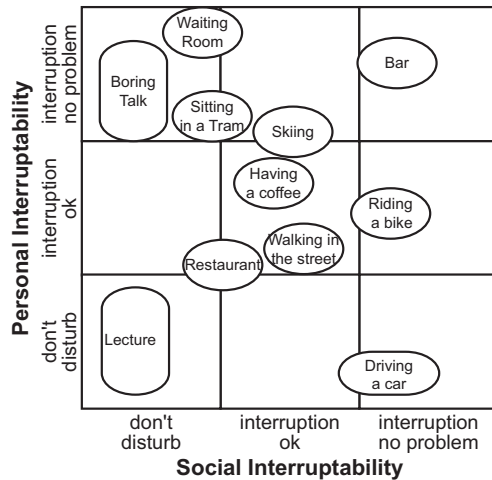 Personal Interruptability
interruption
no problem
interruption
ok
don't
disturb
Waiting
Room
Boring
Talk
Bar
Sitting
in a Tram
Skiing
Having
a coffee
Riding
a bike
Walking in
the street
Restaurant
Lecture
Driving
a car
don't
disturb
interruption
ok
interruption
no problem
Social Interruptability